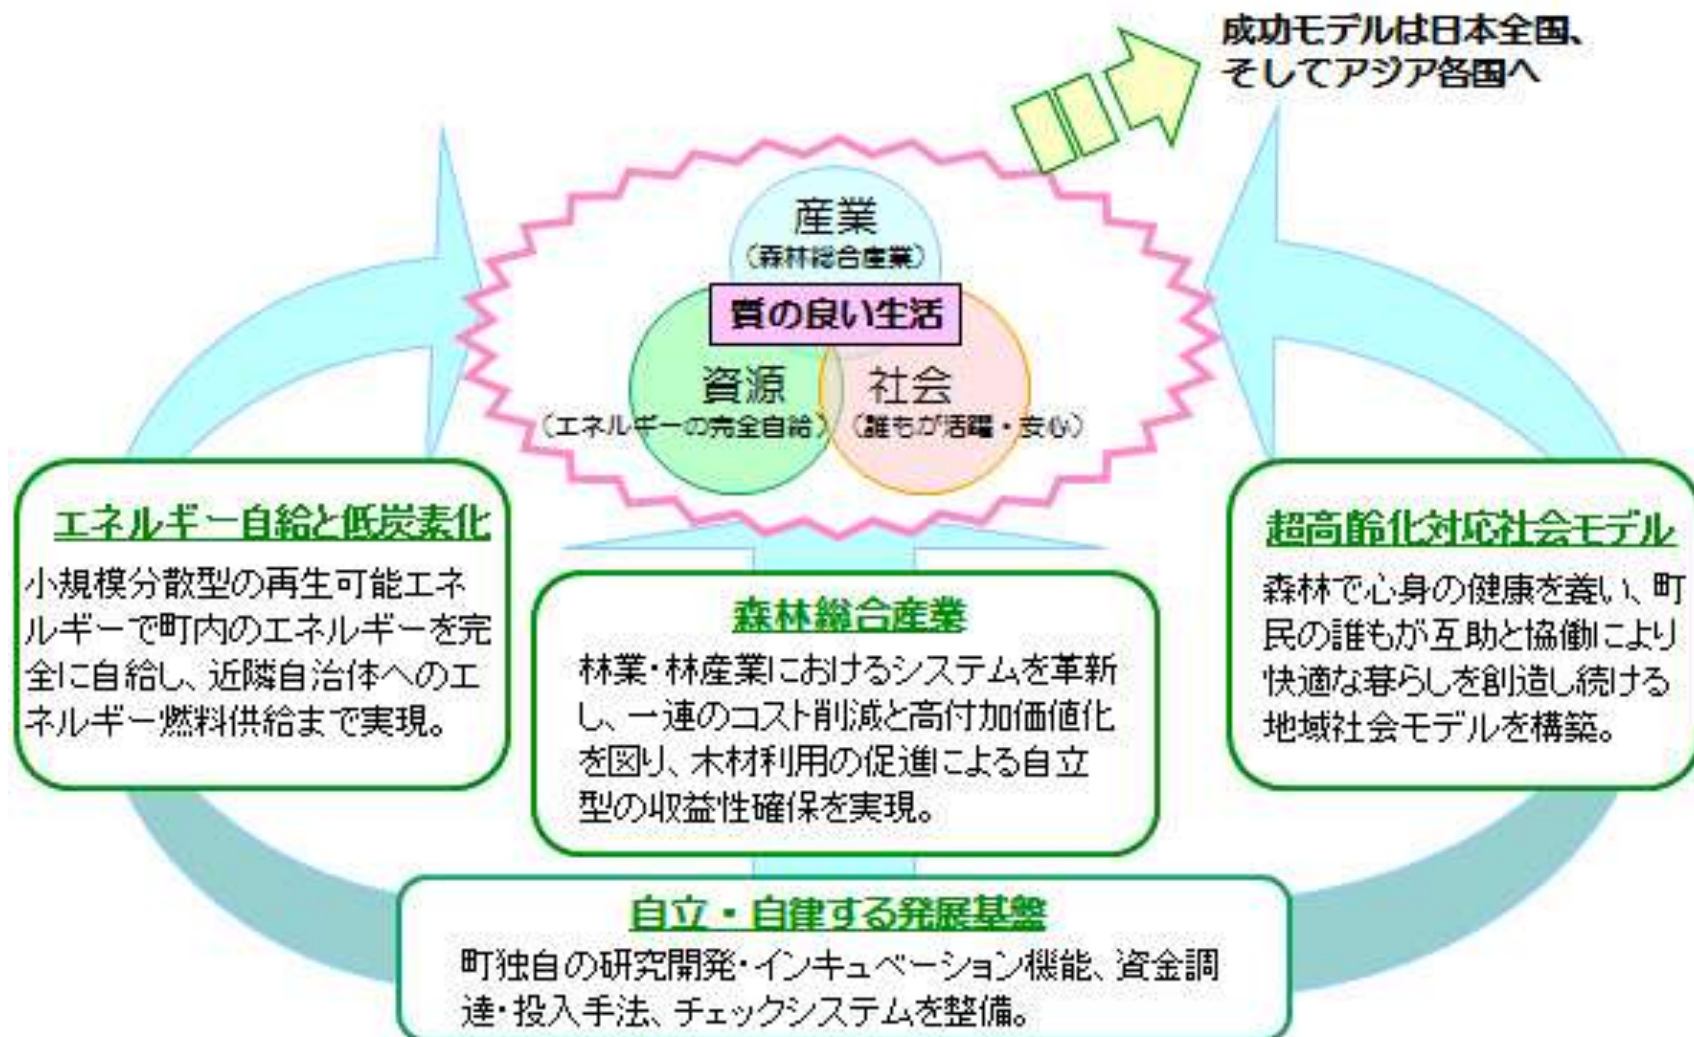 成功モデルは日本全国、
そしてアジア各国へ
産業
（森林総合産業）
質の良い生活
資源
（エネルギーの完全自給）
社会
（誰もが活躍・安心）
エネルギー自給と低炭素化
小規模分散型の再生可能エネ
ルギーで町内のエネルギーを完
全に自給し、近隣自治体へのエ
ネルギー燃料供給まで実現。
森林総合産業
林業・林産業におけるシステムを革新
し、一連のコスト削減と高付加価値化
を図り、木材利用の促進による自立
型の収益性確保を実現。
超高齢化対応社会モデル
森林で心身の健康を養い、町
民の誰もが互助と協働により
快適な暮らしを創造し続ける
地域社会モデルを構築。
自立・自律する発展基盤
町独自の研究開発・インキュベーション機能、資金調
達・投入手法、チェックシステムを整備。